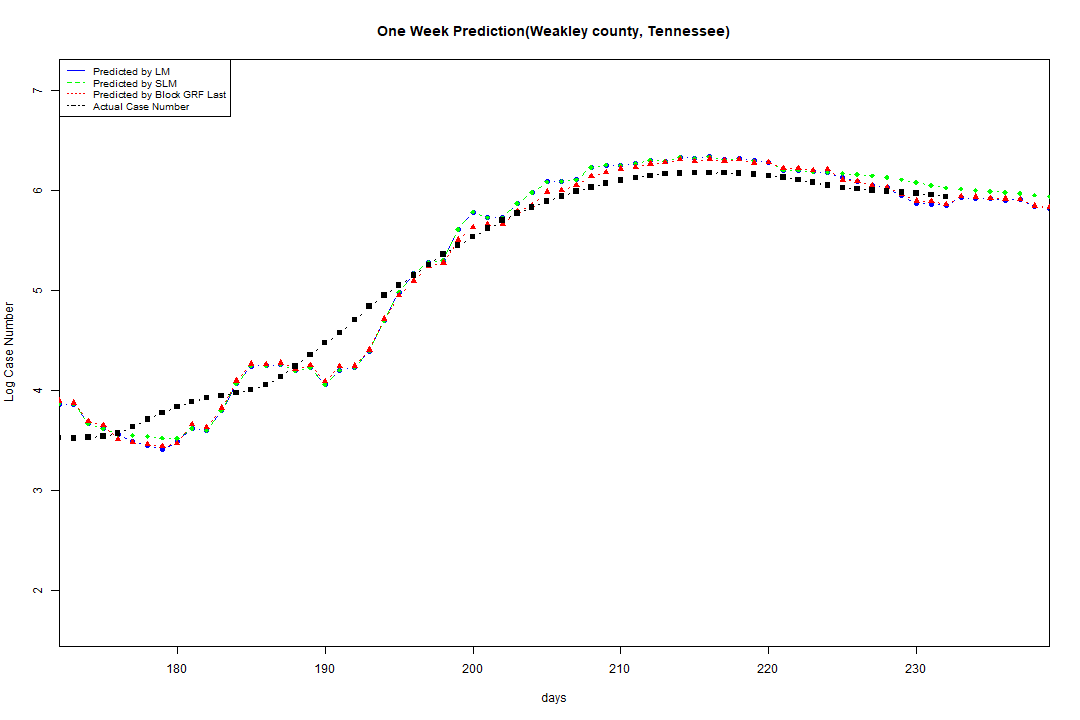 One Week Prediction(Weakley county, Tennessee)
Predicted by LM
Predicted by SLM
Predicted by Block GRF Last
Actual Case Number
7
6
5
4
3
2
Log Case Number
180 190 200 210 220 230
days